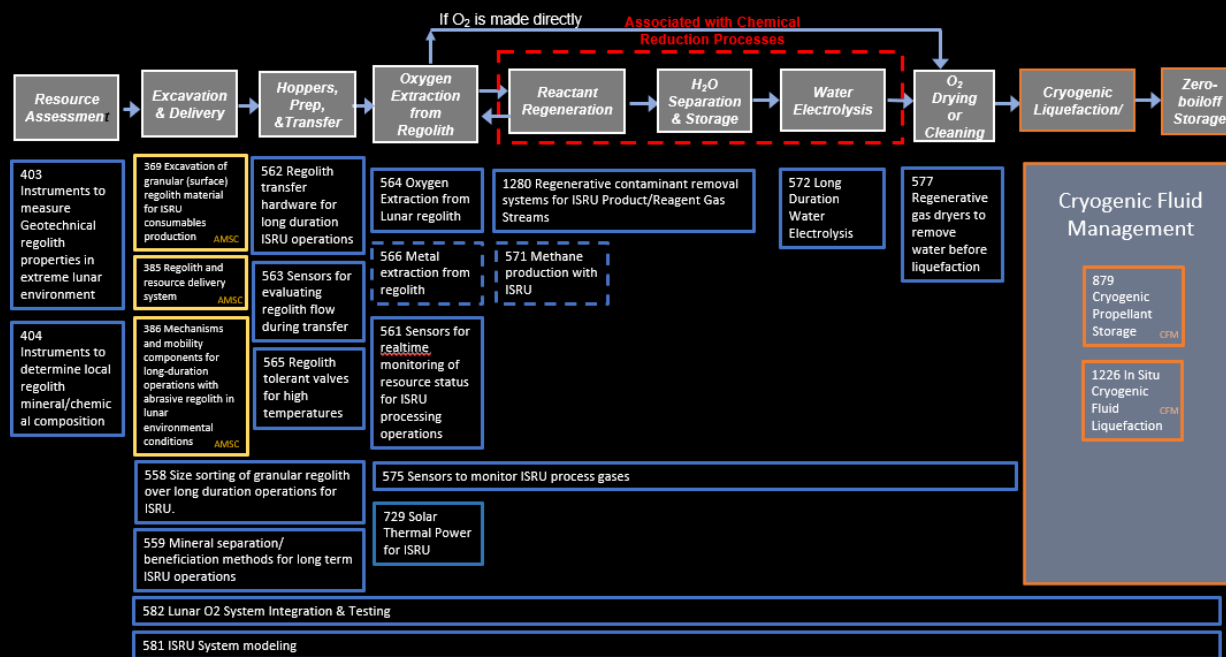 If O₂ is made directly
Associated with Chemical
Reduction Processes
Resource
Assessment
Excavation
& Delivery
Hoppers,
Prep,
&Transfer
Oxygen
Extraction
from
Regolith
Reactant
Regeneration
H₂O
Separation
& Storage
Water
Electrolysis
O₂
Drying
or
Cleaning
Cryogenic
Liquefaction/
Zero-
boiloff
Storage
403
Instruments to
measure
Geotechnical
regolith
properties in
extreme lunar
environment
404
Instruments to
determine local
regolith
mineral/chemic
al composition
369 Excavation of
granular (surface)
regolith material
for ISRU
consumables
production
AMSC
385 Regolith and
resource delivery
system
AMSC
386 Mechanisms and
mobility components for
long-duration
operations with
abrasive regolith in
lunar
environmental
conditions
AMSC
562 Regolith
transfer
hardware for
long duration
ISRU operations
563 Sensors for
evaluating
regolith flow
during transfer
565 Regolith
tolerant valves
for high
temperatures
558 Size sorting of granular regolith
over long duration operations for
ISRU.
559 Mineral separation/
beneficiation methods for long term
ISRU operations
564 Oxygen
Extraction from
Lunar regolith
566 Metal
extraction from
regolith
561 Sensors for
realtime
monitoring of
resource status
for ISRU
processing
operations
1280 Regenerative contaminant removal
systems for ISRU Product/Reagent Gas
Streams
571 Methane
production with
ISRU
572 Long
Duration
Water
Electrolysis
577
Regenerative
gas dryers to
remove
water before
liquefaction
575 Sensors to monitor ISRU process gases
729 Solar
Thermal Power
for ISRU
Cryogenic Fluid
Management
879
Cryogenic
Propellant
Storage
CFM
1226 In Situ
Cryogenic
Fluid
Liquefaction
CFM
582 Lunar O2 System Integration & Testing
581 ISRU System modeling